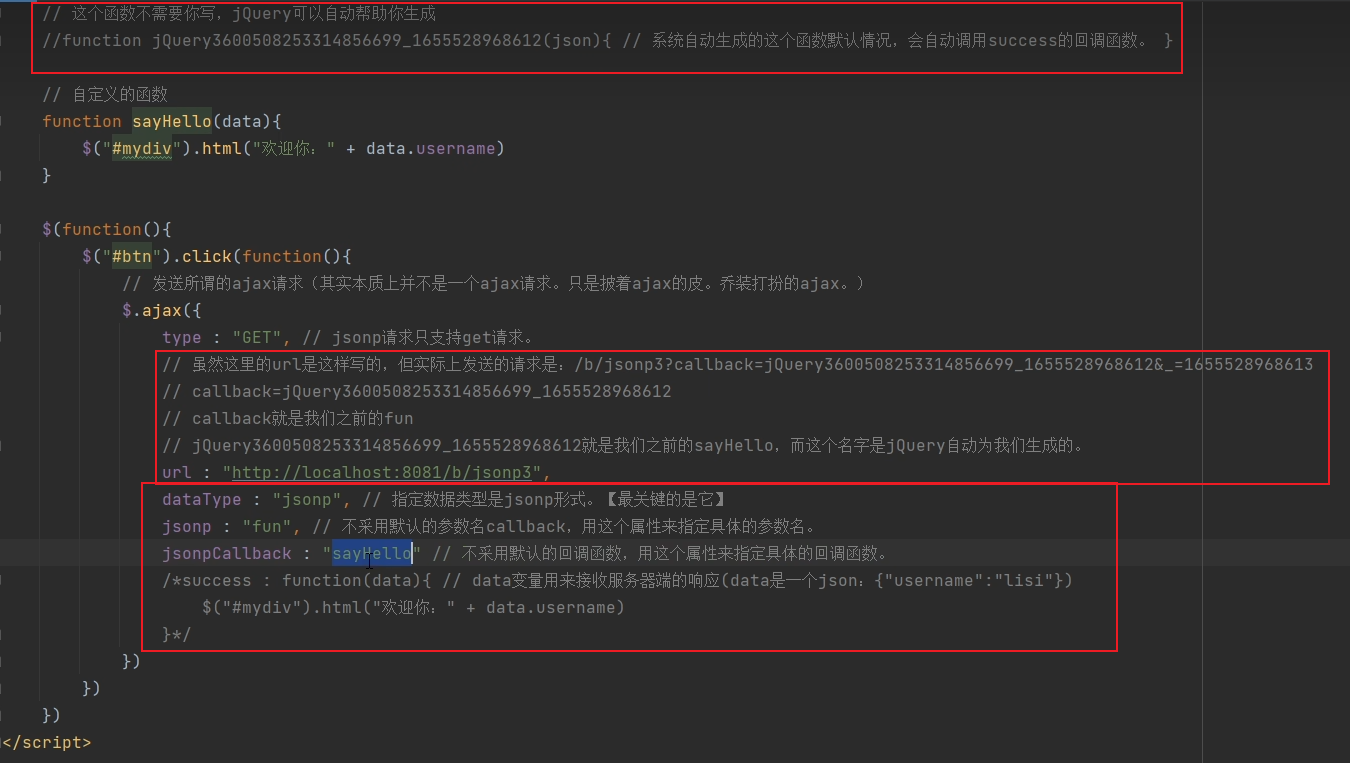 // 这个函数不需要你写，jQuery可以自动帮助你生成
//function jQuery3600508253314856699_1655528968612(json){ // 系统自动生成的这个函数默认情况，会自动调用success的回调函数。 }
// 自定义的函数
function sayHello(data){
$("#mydiv").html("欢迎你：" + data.username)
}
$(function(){
$("#btn").click(function(){
// 发送所谓的ajax请求（其实本质上并不是一个ajax请求。只是披着ajax的皮。乔装打扮的ajax。）
$.ajax({
type : "GET", // jsonp请求只支持get请求。
// 虽然这里的url是这样写的，但实际上发送的请求是：/b/jsonp3?callback=jQuery3600508253314856699_1655528968612&_=1655528968613
// callback=jQuery3600508253314856699_1655528968612
// callback就是我们之前的fun
// jQuery3600508253314856699_1655528968612就是我们之前的sayHello，而这个名字是jQuery自动为我们生成的。
url : "http://localhost:8081/b/jsonp3",
dataType : "jsonp", // 指定数据类型是jsonp形式。【最关键的是它】
jsonp : "fun", // 不采用默认的参数名callback，用这个属性来指定具体的参数名。
jsonpCallback : "sayHello" // 不采用默认的回调函数，用这个属性来指定具体的回调函数。
/*success : function(data){ // data变量用来接收服务器端的响应(data是一个json：{"username":"lisi"})
$("#mydiv").html("欢迎你：" + data.username)
}*/
})
})
})
</script>